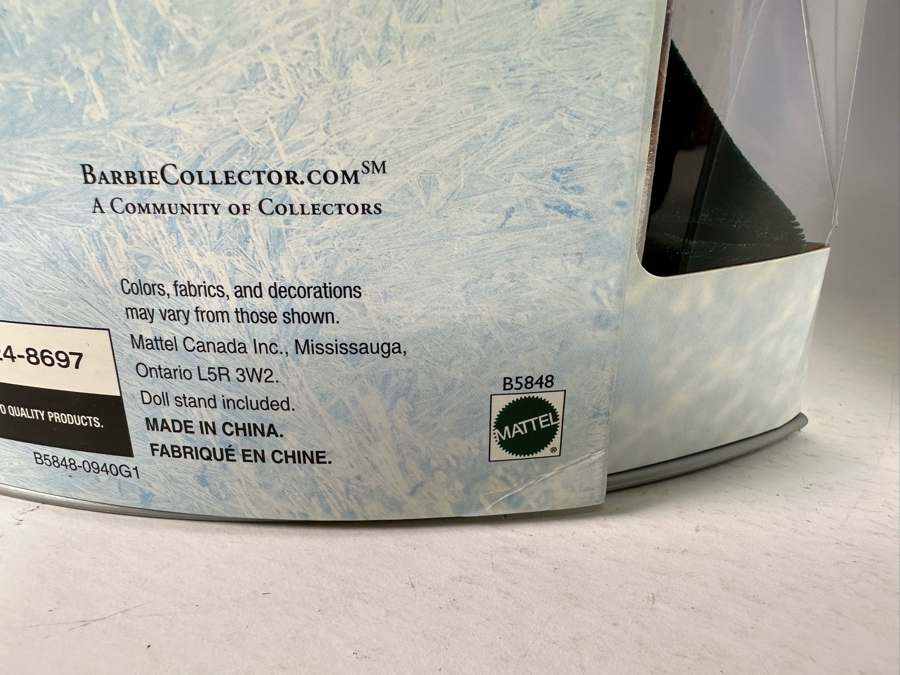 BARBIECOLLECTOR.COM℠
A COMMUNITY OF COLLECTORS
Colors, fabrics, and decorations
may vary from those shown.
Mattel Canada Inc., Mississauga,
Ontario L5R 3W2.
Doll stand included.
MADE IN CHINA.
FABRIQUÉ EN CHINE.
4-8697
QUALITY PRODUCTS.
B5848-0940G1
B5848
MATTEL®